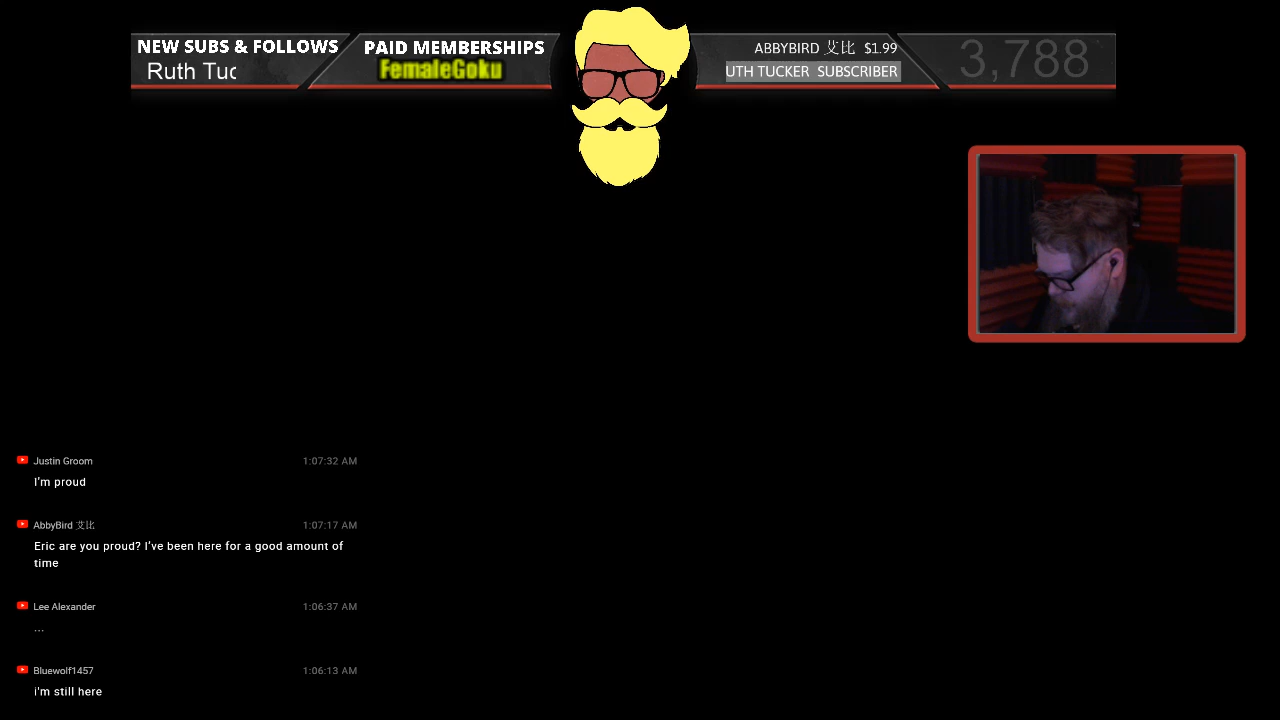 NEW SUBS & FOLLOWS
Ruth Tuc
PAID MEMBERSHIPS
FemaleGoku
ABBYBIRD 艾比 $1.99
UTH TUCKER SUBSCRIBER
3,788
Justin Groom 1:07:32 AM
I'm proud
AbbyBird 艾比 1:07:17 AM
Eric are you proud? I've been here for a good amount of
time
Lee Alexander 1:06:37 AM
...
Bluewolf1457 1:06:13 AM
i'm still here